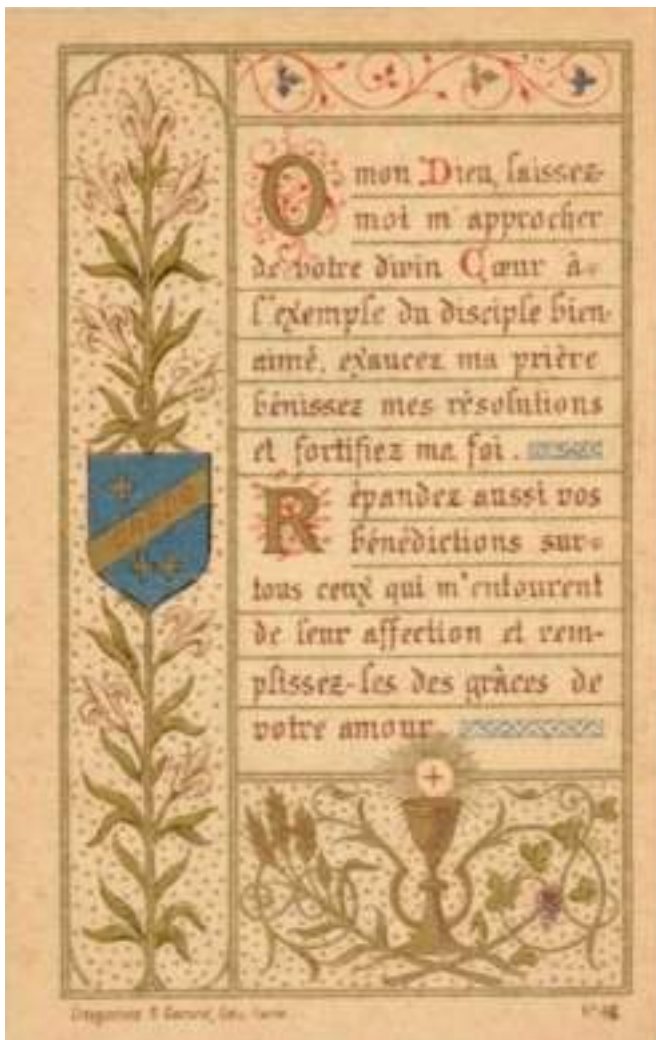 O mon Dieu, laissez-
moi m'approcher
de votre divin Cœur à
l'exemple du disciple bien-
aimé, exaucez ma prière
bénissez mes résolutions
et fortifiez ma foi.
Répandez aussi vos
bénédictions sur
tous ceux qui m'entourent
de leur affection et rem-
plissez-les des grâces de
votre amour.